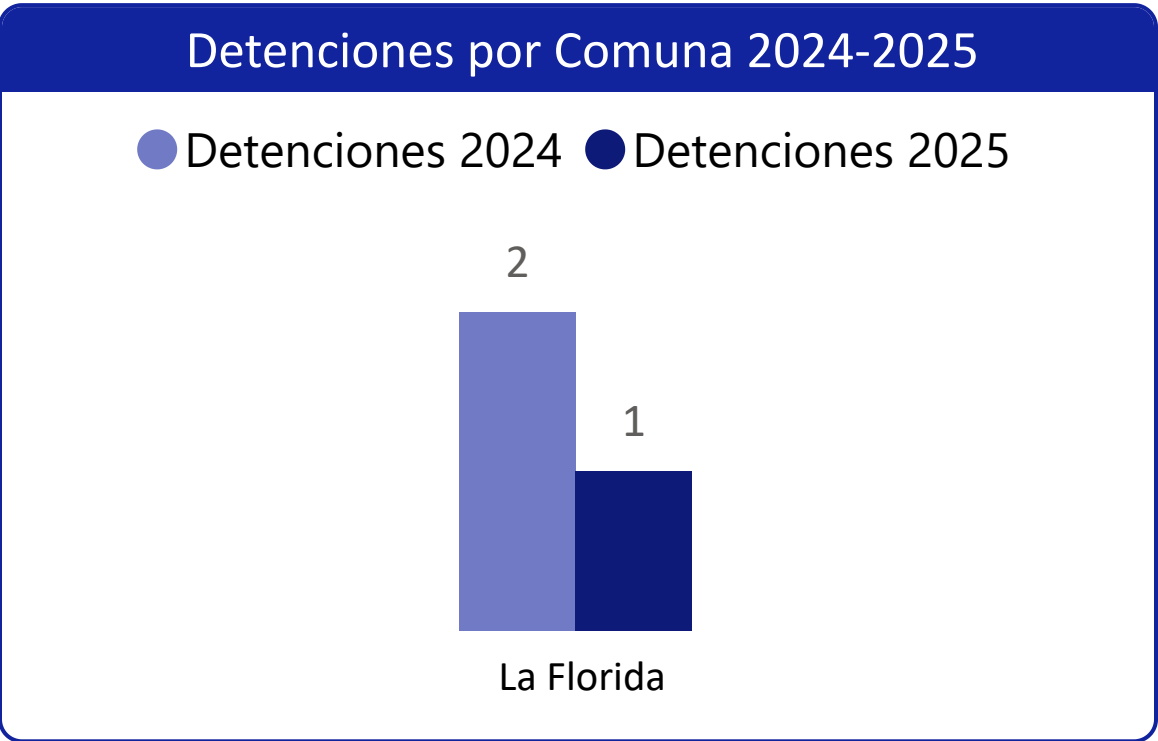 Detenciones por Comuna 2024-2025
Detenciones 2024 Detenciones 2025
2
1
La Florida